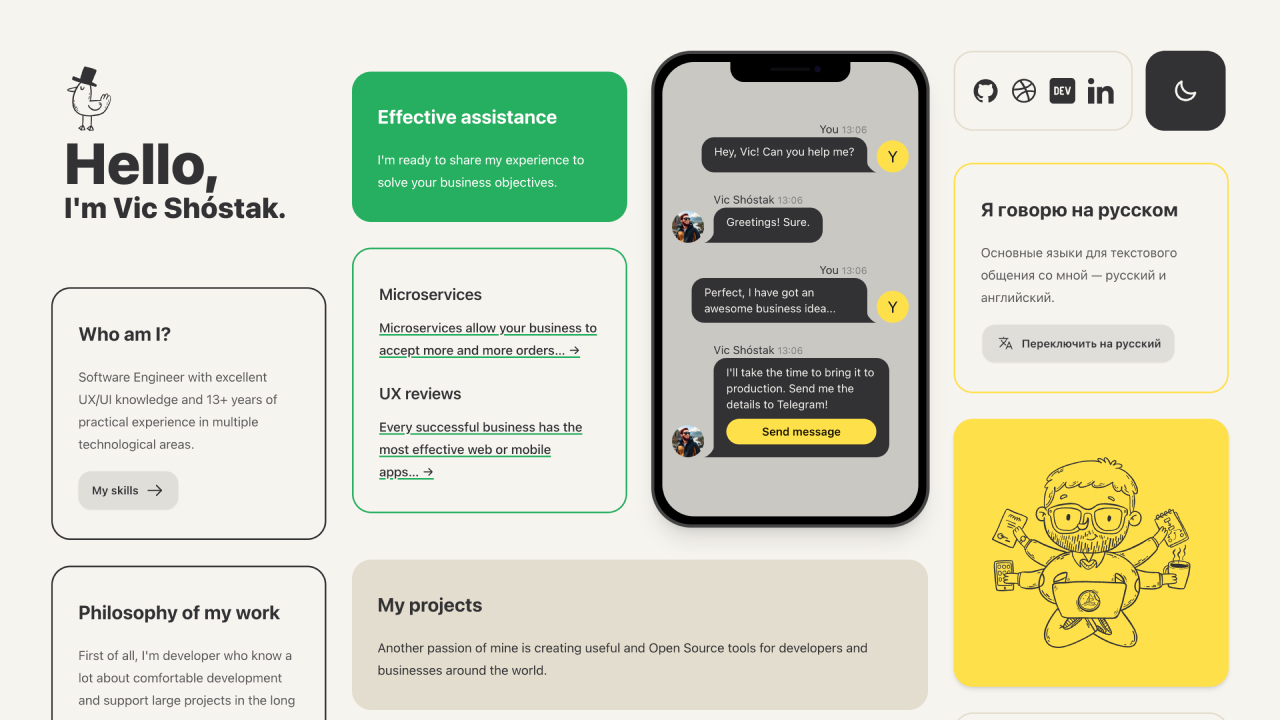 Hello,
I'm Vic Shóstak.
Who am I?
Software Engineer with excellent
UX/UI knowledge and 13+ years of
practical experience in multiple
technological areas.
My skills →
Philosophy of my work
First of all, I'm developer who know a
lot about comfortable development
and support large projects in the long
Effective assistance
I'm ready to share my experience to
solve your business objectives.
Microservices
Microservices allow your business to
accept more and more orders... →
UX reviews
Every successful business has the
most effective web or mobile
apps... →
You 13:06
Hey, Vic! Can you help me?
Y
Vic Shóstak 13:06
Greetings! Sure.
You 13:06
Perfect, I have got an
awesome business idea...
Y
Vic Shóstak 13:06
I'll take the time to bring it to
production. Send me the
details to Telegram!
Send message
My projects
Another passion of mine is creating useful and Open Source tools for developers and
businesses around the world.
DEV
in
Я говорю на русском
Основные языки для текстового
общения со мной — русский и
английский.
Переключить на русский